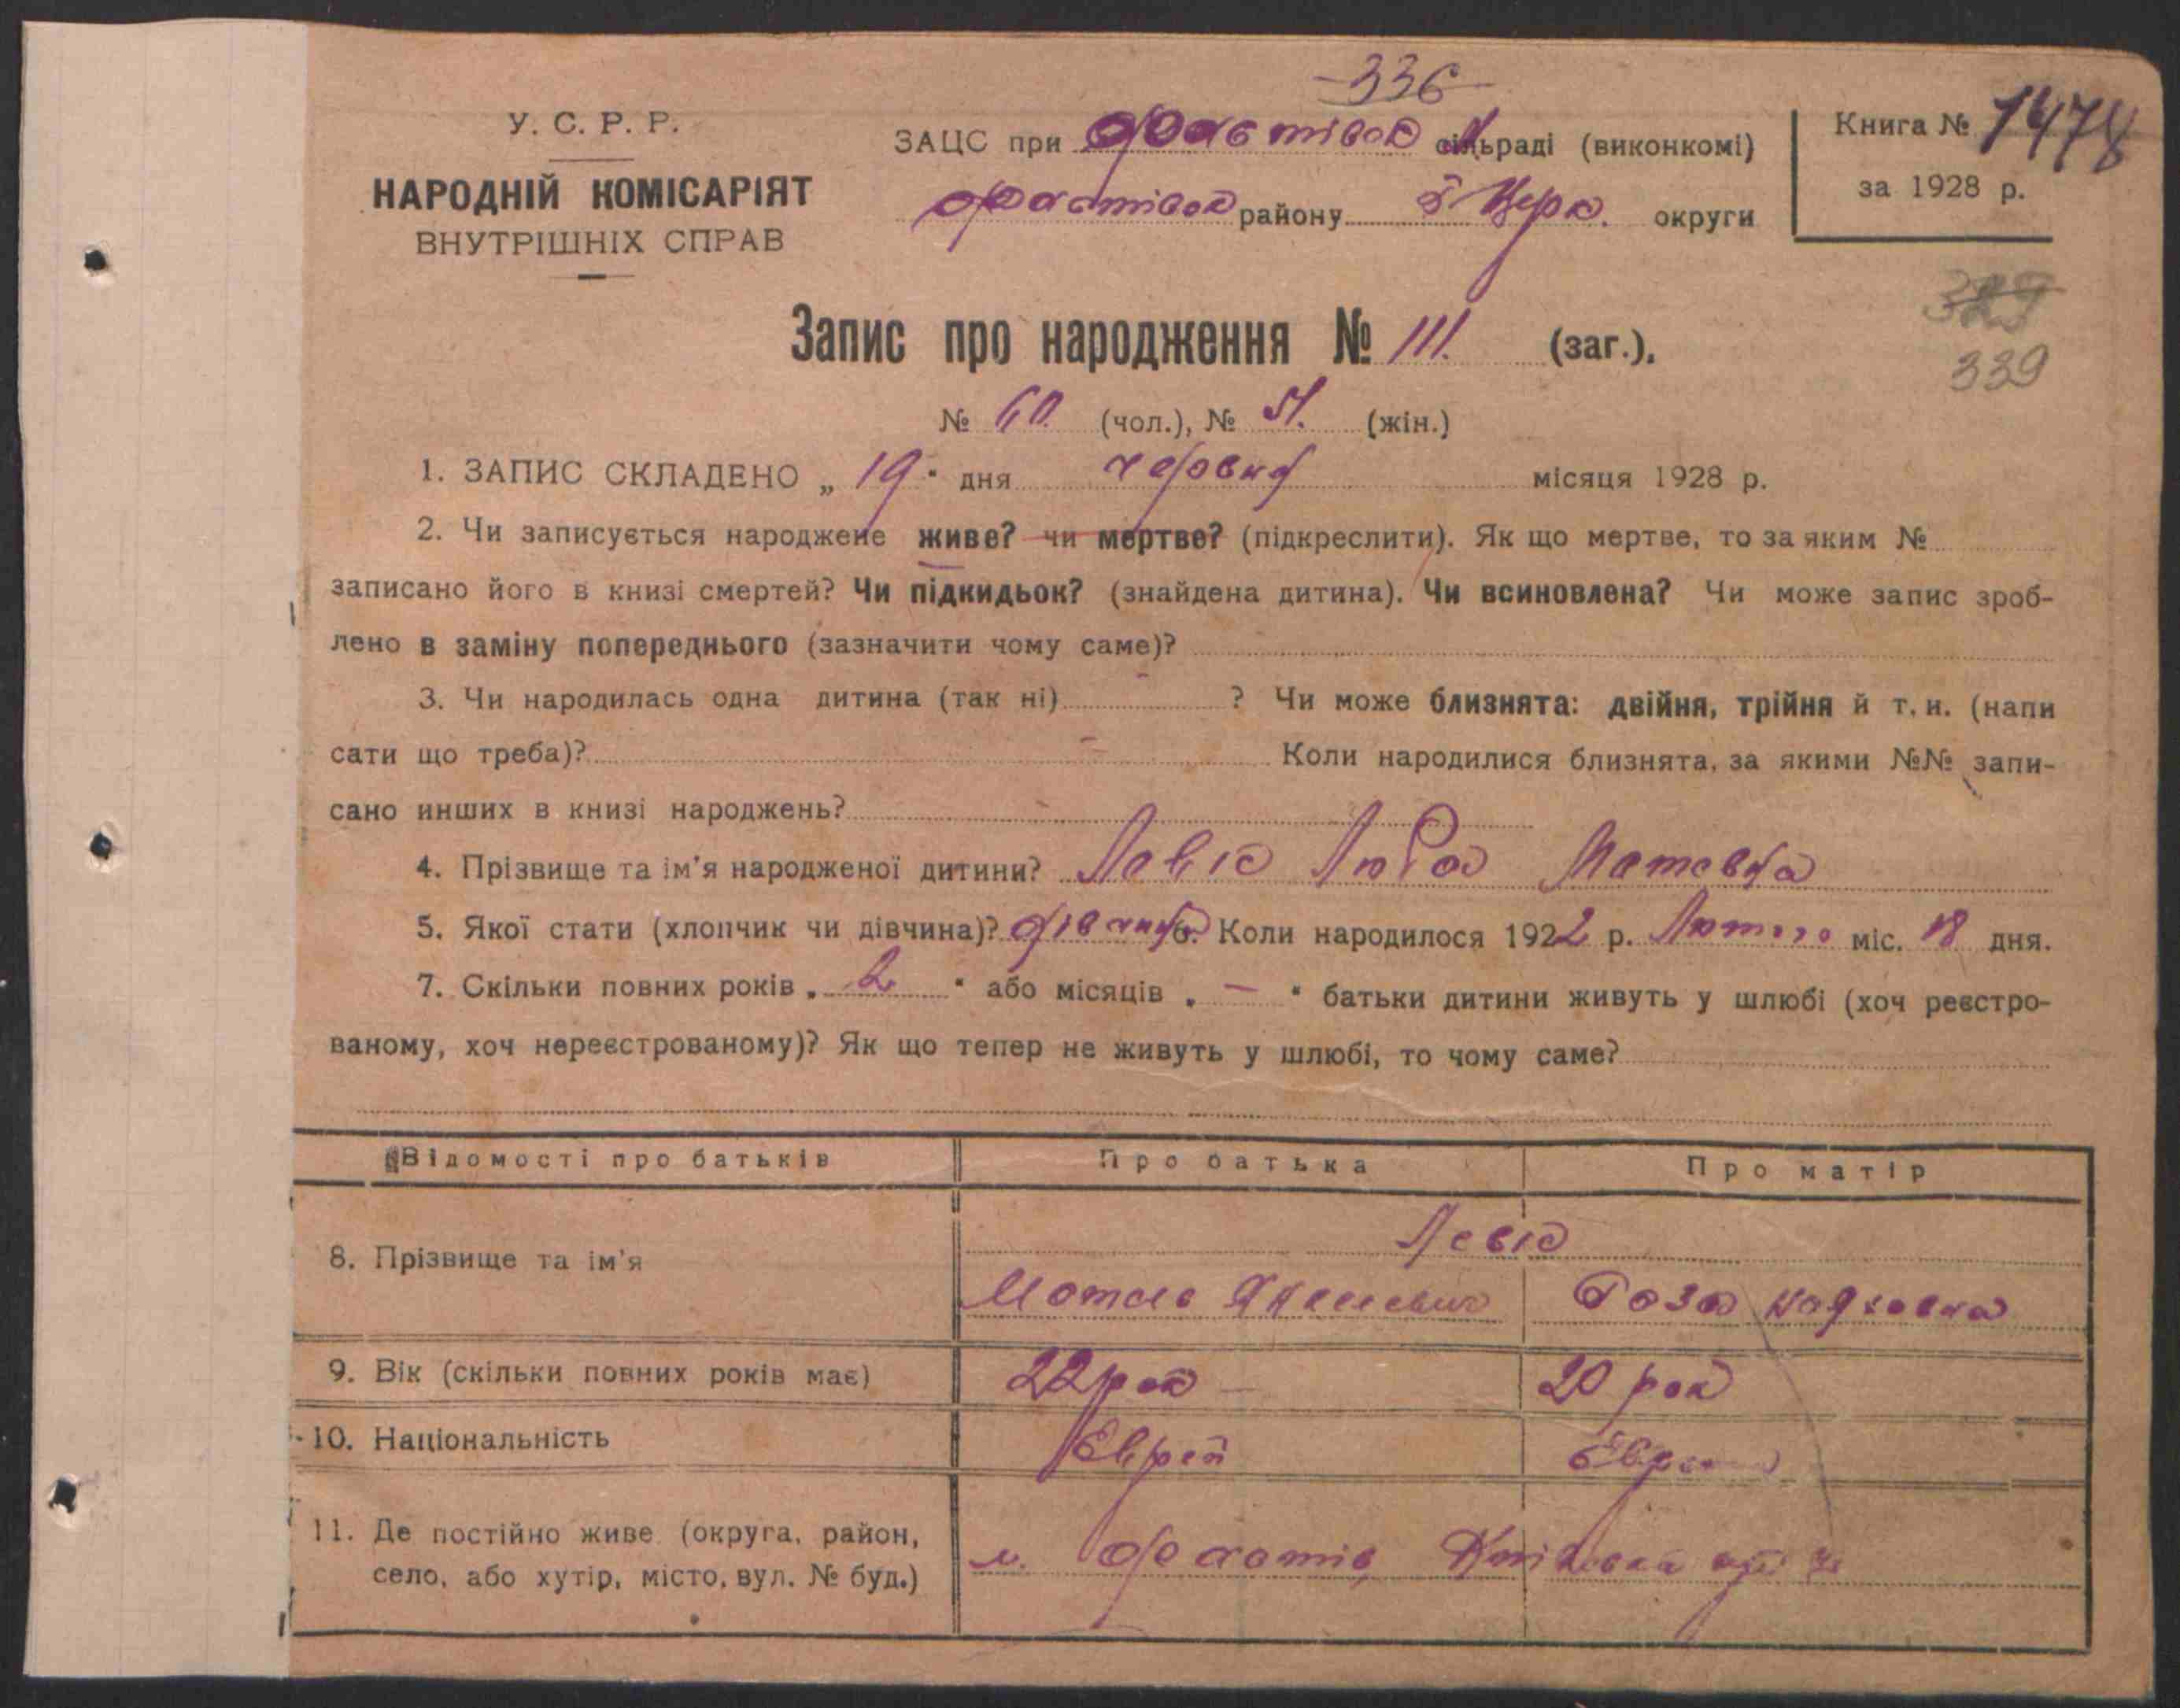 -336-
У. С. Р. Р.
НАРОДНІЙ КОМІСАРІЯТ
ВНУТРІШНІХ СПРАВ
ЗАЦС при Фастівськ сільраді (виконкомі)
Фастівськ району Б Церк. округи
Книга № 1478
за 1928 р.
329
339
Запис про народження № 111. (заг.).
№ 60. (чол.), № 51. (жін.)
1. ЗАПИС СКЛАДЕНО „ 19 " дня червня місяця 1928 р.
2. Чи записується народжене живе? чи мертве? (підкреслити). Як що мертве, то за яким №
записано його в книзі смертей? Чи підкидьок? (знайдена дитина). Чи всиновлена? Чи може запис зроб-
лено в заміну попереднього (зазначити чому саме)?
3. Чи народилась одна дитина (так ні) ? Чи може близнята: двійня, трійня й т. и. (напи
сати що треба)? Коли народилися близнята, за якими №№ запи-
сано инших в книзі народжень?
4. Прізвище та ім'я народженої дитини? Левіс Люба Мотевна
5. Якої стати (хлопчик чи дівчина)? дівчина 6. Коли народилося 1922 р. Лютого міс. 18 дня.
7. Скільки повних років „ 2 " або місяців „ — " батьки дитини живуть у шлюбі (хоч реєстро-
ваному, хоч нереєстрованому)? Як що тепер не живуть у шлюбі, то чому саме?
Відомості про батьків Про батька Про матір
8. Прізвище та ім'я Левіс
Мотель Роза
9. Вік (скільки повних років має) 22 рок 20 рок
10. Національність Еврей Евр
11. Де постійно живе (округа, район,
село, або хутір, місто, вул. № буд.) м. Фастів